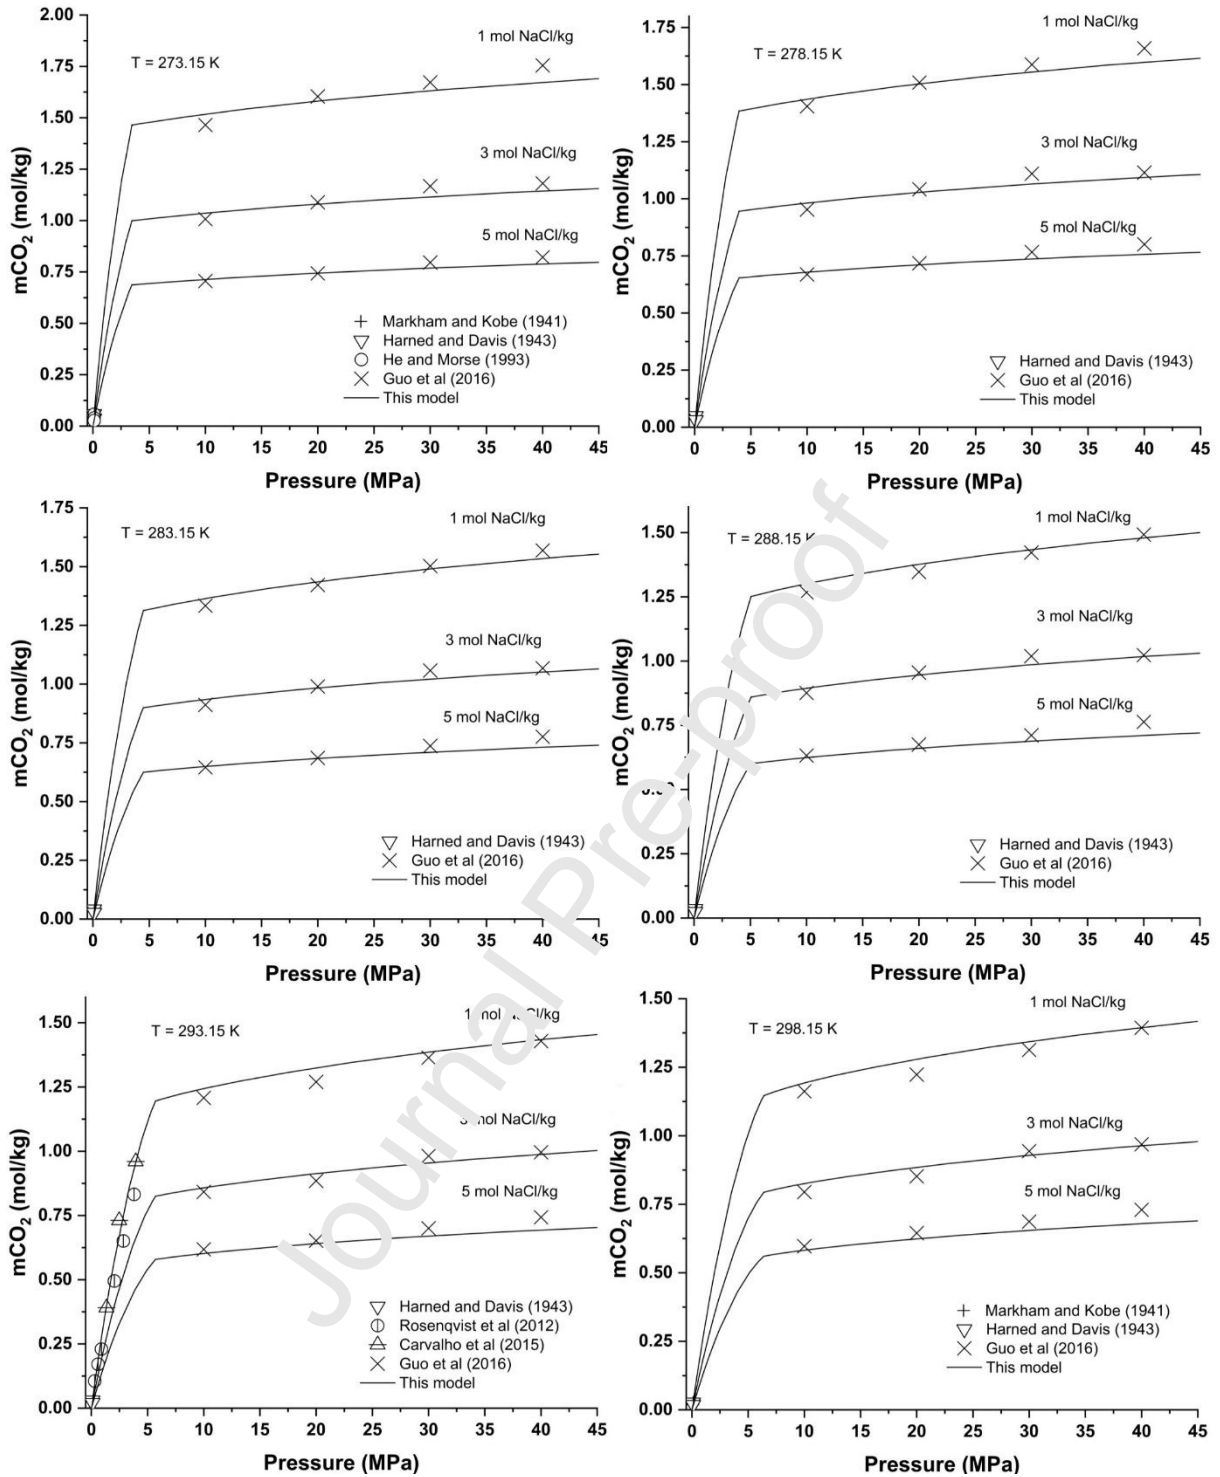 2.00
1.75
1.50
1.25
1.00
0.75
0.50
0.25
0.00
mCO2 (mol/kg)
T = 273.15 K
1 mol NaCl/kg
3 mol NaCl/kg
5 mol NaCl/kg
Markham and Kobe (1941)
Harned and Davis (1943)
He and Morse (1993)
Guo et al (2016)
This model
0 5 10 15 20 25 30 35 40 45
Pressure (MPa)
1.75
1.50
1.25
1.00
0.75
0.50
0.25
0.00
mCO2 (mol/kg)
T = 278.15 K
1 mol NaCl/kg
3 mol NaCl/kg
5 mol NaCl/kg
Harned and Davis (1943)
Guo et al (2016)
This model
0 5 10 15 20 25 30 35 40 45
Pressure (MPa)
1.75
1.50
1.25
1.00
0.75
0.50
0.25
0.00
mCO2 (mol/kg)
T = 283.15 K
1 mol NaCl/kg
3 mol NaCl/kg
5 mol NaCl/kg
Harned and Davis (1943)
Guo et al (2016)
This model
0 5 10 15 20 25 30 35 40 45
Pressure (MPa)
1.50
1.25
1.00
0.75
0.50
0.25
0.00
mCO2 (mol/kg)
T = 288.15 K
1 mol NaCl/kg
3 mol NaCl/kg
5 mol NaCl/kg
Harned and Davis (1943)
Guo et al (2016)
This model
0 5 10 15 20 25 30 35 40 45
Pressure (MPa)
1.50
1.25
1.00
0.75
0.50
0.25
0.00
mCO2 (mol/kg)
T = 293.15 K
1 mol NaCl/kg
3 mol NaCl/kg
5 mol NaCl/kg
Harned and Davis (1943)
Rosenqvist et al (2012)
Carvalho et al (2015)
Guo et al (2016)
This model
0 5 10 15 20 25 30 35 40 45
Pressure (MPa)
1.50
1.25
1.00
0.75
0.50
0.25
0.00
mCO2 (mol/kg)
T = 298.15 K
1 mol NaCl/kg
3 mol NaCl/kg
5 mol NaCl/kg
Markham and Kobe (1941)
Harned and Davis (1943)
Guo et al (2016)
This model
0 5 10 15 20 25 30 35 40 45
Pressure (MPa)
Journal Pre-proof